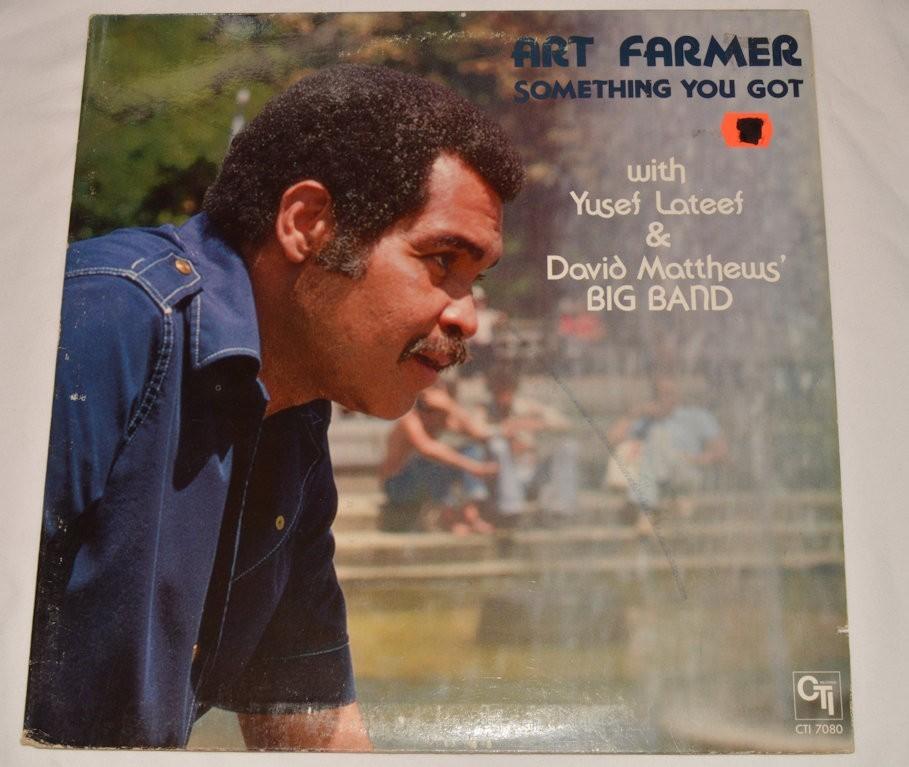 ART FARMER
SOMETHING YOU GOT
with
Yusef Lateef
&
David Matthews'
BIG BAND
CTI
CTI 7080